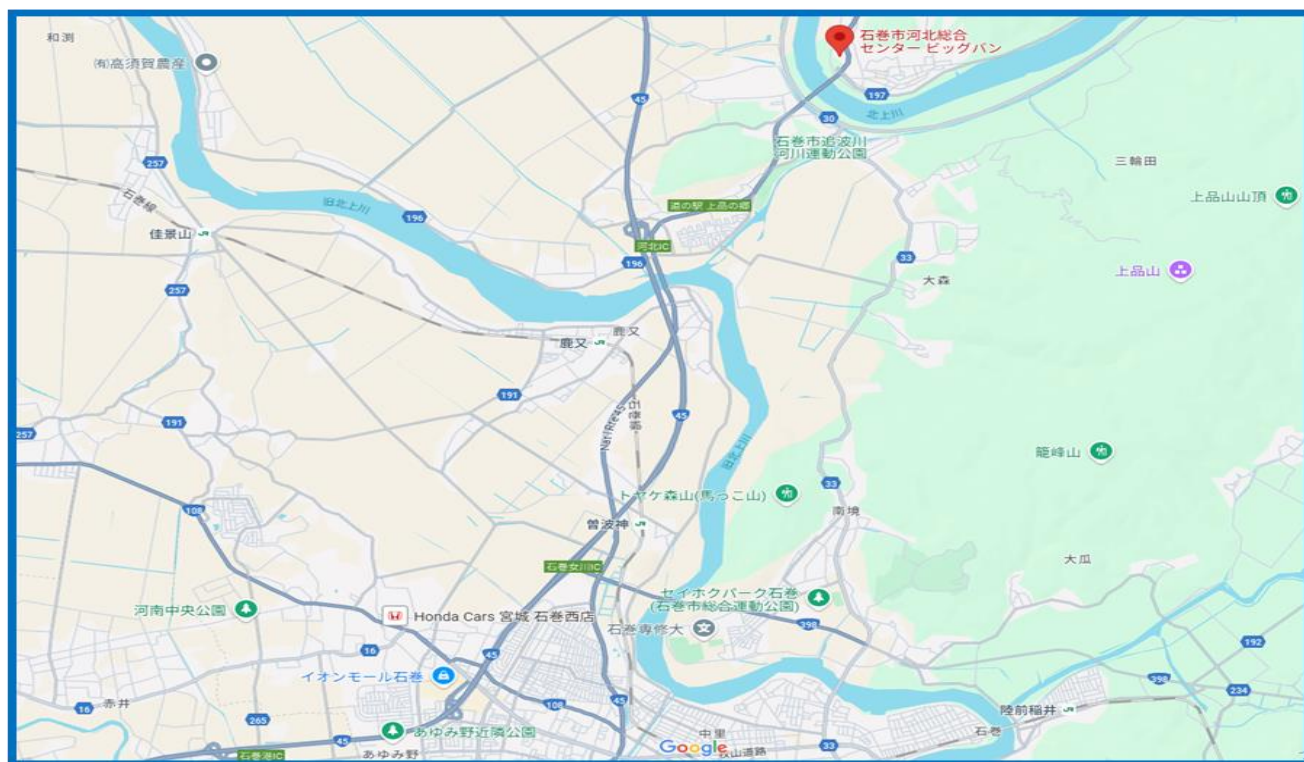 和渕
(有)高須賀農産
石巻市河北総合
センター ビッグバン
45
197
北上川
30
石巻市追波川
河川運動公園
三輪田
257
石巻線
上品山山頂
旧北上川
196
道の駅 上品の郷
佳景山
河北IC
196
33
大森
上品山
257
鹿又
鹿又
191
石巻線
Nat'l Rte 45
45
191
257
旧北上川
籠峰山
33
トヤケ森山(馬っこ山)
108
南境
曽波神
大瓜
石巻女川IC
セイホクパーク石巻
(石巻市総合運動公園)
河南中央公園
Honda Cars 宮城 石巻西店
石巻専修大
398
192
16
45
イオンモール石巻
398
234
赤井
16
265
108
45
陸前稲井
あゆみ野近隣公園
中里
石巻
45
石巻港IC
あゆみ野
Google
33